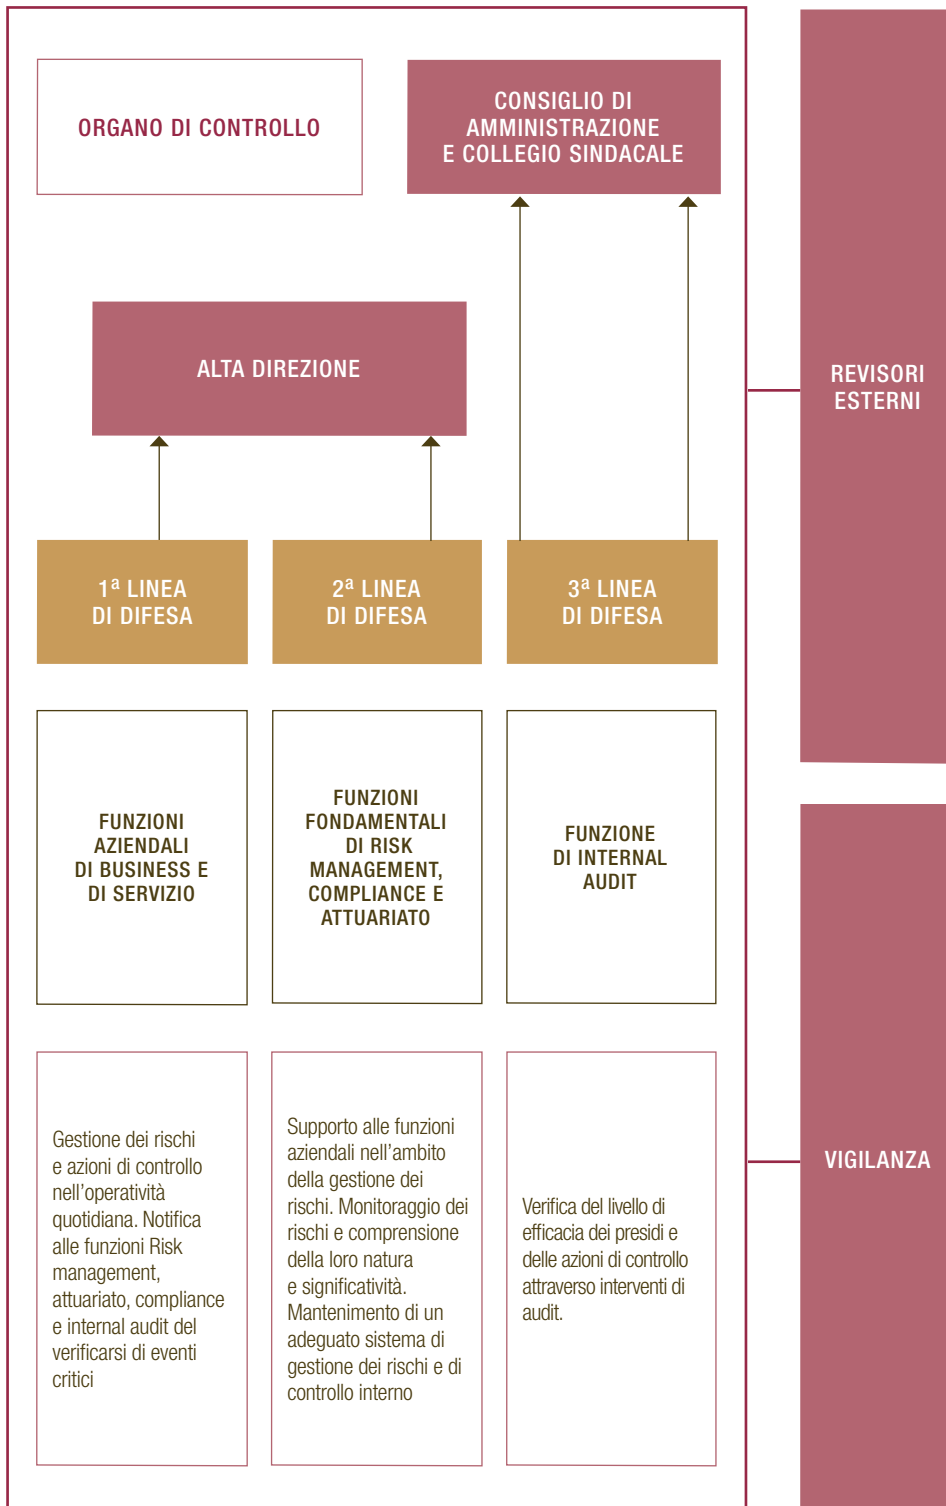 ORGANO DI CONTROLLO
CONSIGLIO DI
AMMINISTRAZIONE
E COLLEGIO SINDACALE
ALTA DIREZIONE
REVISORI
ESTERNI
1ª LINEA
DI DIFESA
2ª LINEA
DI DIFESA
3ª LINEA
DI DIFESA
FUNZIONI
AZIENDALI
DI BUSINESS E
DI SERVIZIO
FUNZIONI
FONDAMENTALI
DI RISK
MANAGEMENT,
COMPLIANCE E
ATTUARIATO
FUNZIONE
DI INTERNAL
AUDIT
Gestione dei rischi
e azioni di controllo
nell'operatività
quotidiana. Notifica
alle funzioni Risk
management,
attuariato, compliance
e internal audit del
verificarsi di eventi
critici
Supporto alle funzioni
aziendali nell'ambito
della gestione dei
rischi. Monitoraggio dei
rischi e comprensione
della loro natura
e significatività.
Mantenimento di un
adeguato sistema di
gestione dei rischi e di
controllo interno
Verifica del livello di
efficacia dei presidi e
delle azioni di controllo
attraverso interventi di
audit.
VIGILANZA